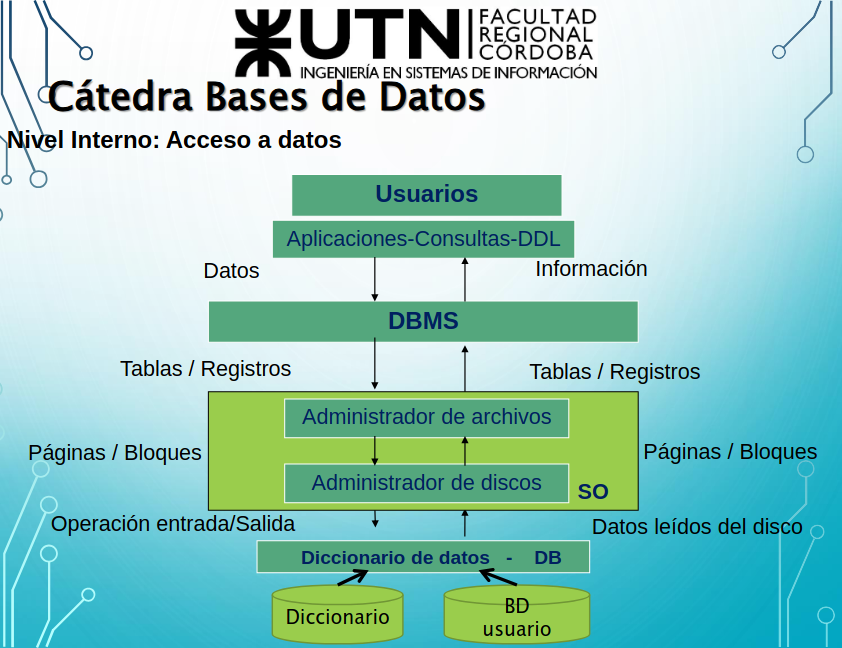 UTN
FACULTAD
REGIONAL
CÓRDOBA
INGENIERÍA EN SISTEMAS DE INFORMACIÓN
Cátedra Bases de Datos
Nivel Interno: Acceso a datos
Usuarios
Aplicaciones-Consultas-DDL
Datos
Información
DBMS
Tablas / Registros
Tablas / Registros
Administrador de archivos
Páginas / Bloques
Páginas / Bloques
Administrador de discos
SO
Operación entrada/Salida
Datos leídos del disco
Diccionario de datos - DB
Diccionario
BD
usuario